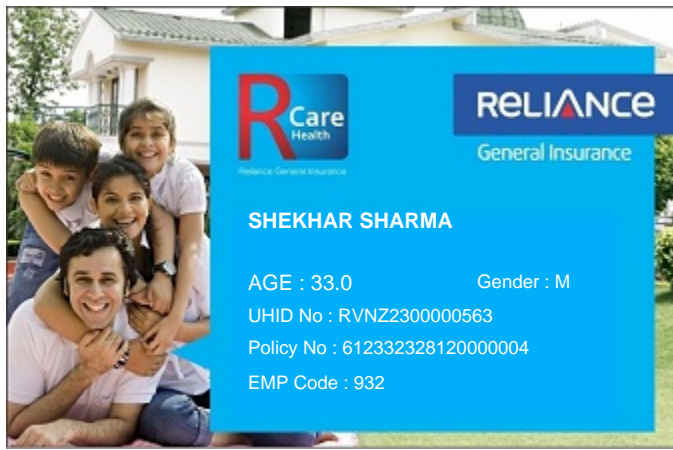 R Care
Health
Reliance General Insurance
RELIANCE
General Insurance
SHEKHAR SHARMA
AGE : 33.0
Gender : M
UHID No : RVNZ2300000563
Policy No : 612332328120000004
EMP Code : 932